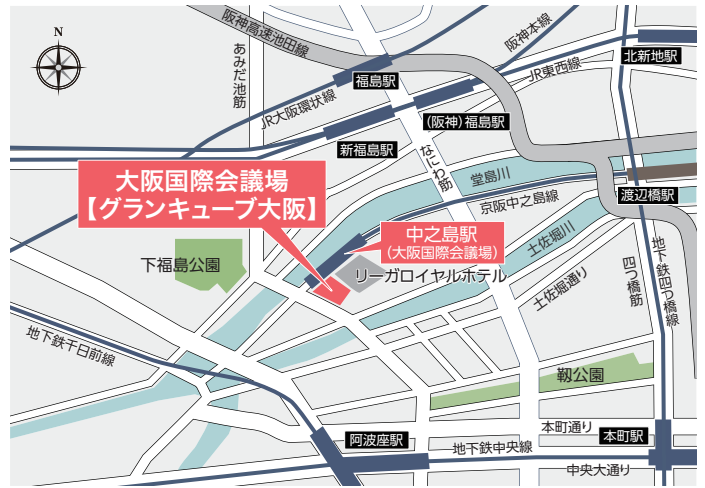 N
阪神高速池田線
あみだ池筋
阪神本線
北新地駅
福島駅
JR東西線
JR大阪環状線
(阪神)福島駅
新福島駅
なにわ筋
大阪国際会議場
【グランキューブ大阪】
堂島川
渡辺橋駅
京阪中之島線
中之島駅
(大阪国際会議場)
土佐堀川
下福島公園
リーガロイヤルホテル
土佐堀通り
四つ橋筋
地下鉄四つ橋線
地下鉄千日前線
靱公園
本町通り
本町駅
阿波座駅
地下鉄中央線
中央大通り